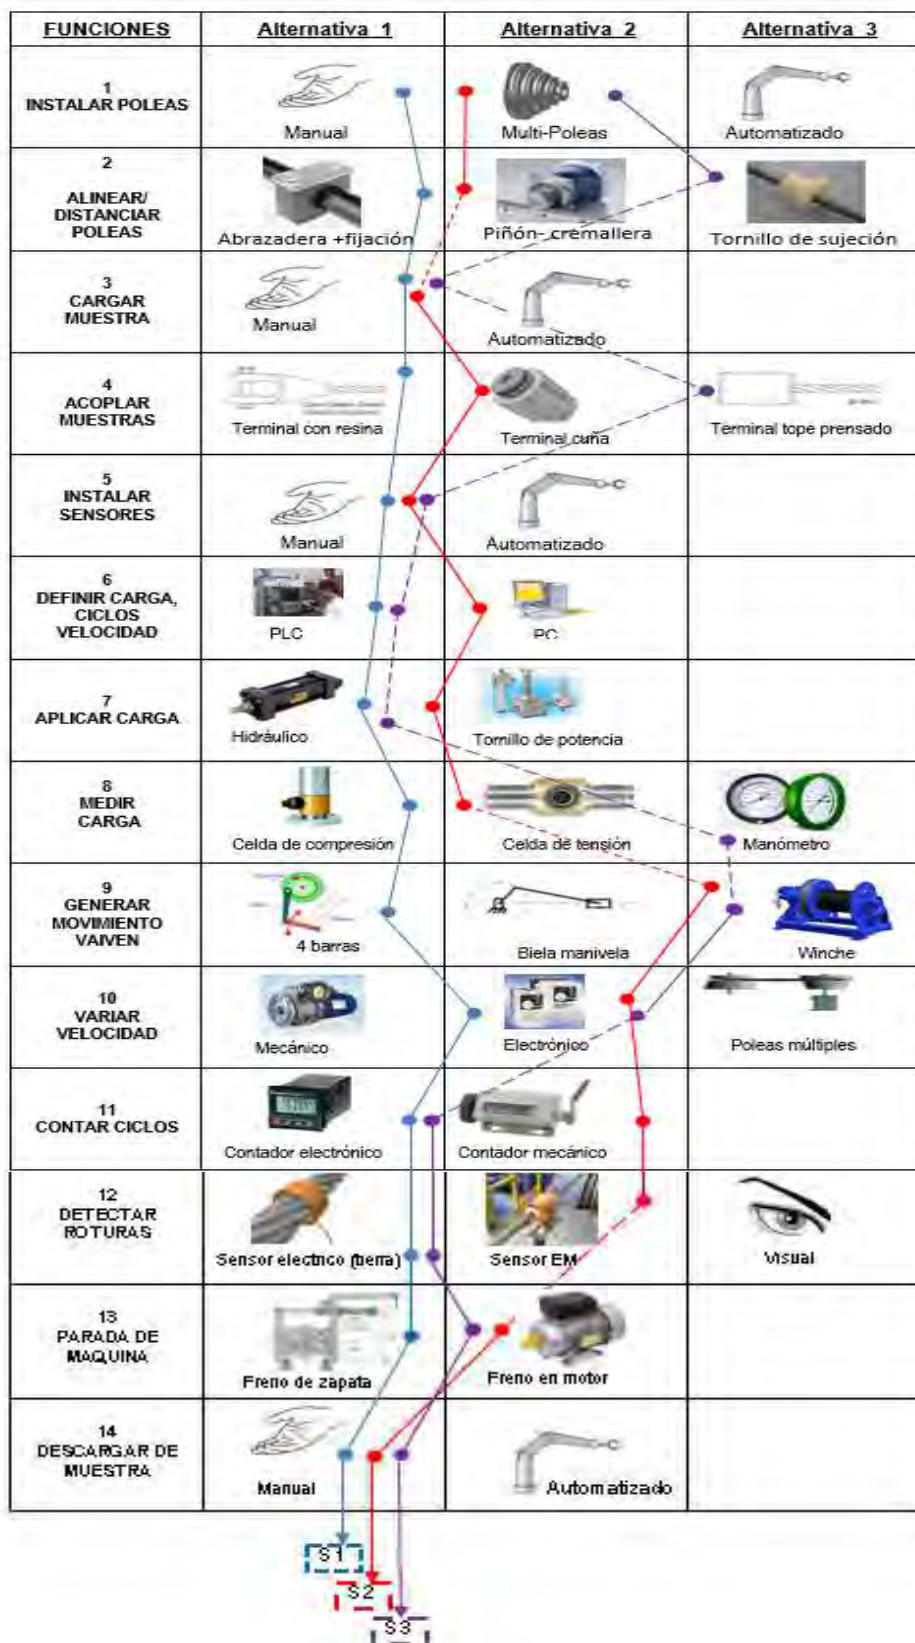 FUNCIONES Alternativa 1 Alternativa 2 Alternativa 3
1
INSTALAR POLEAS
Manual Multi-Poleas Automatizado
2
ALINEAR/
DISTANCIAR
POLEAS
Abrazadera +fijación Piñón- cremallera Tornillo de sujeción
3
CARGAR
MUESTRA
Manual Automatizado
4
ACOPLAR
MUESTRAS
Terminal con resina Terminal cuña Terminal tope prensado
5
INSTALAR
SENSORES
Manual Automatizado
6
DEFINIR CARGA,
CICLOS
VELOCIDAD
PLC PC
7
APLICAR CARGA
Hidráulico Tornillo de potencia
8
MEDIR
CARGA
Celda de compresión Celda de tensión Manómetro
9
GENERAR
MOVIMIENTO
VAIVEN
4 barras Biela manivela Winche
10
VARIAR
VELOCIDAD
Mecánico Electrónico Poleas múltiples
11
CONTAR CICLOS
Contador electrónico Contador mecánico
12
DETECTAR
ROTURAS
Sensor electrico (tierra) Sensor EM Visual
13
PARADA DE
MAQUINA
Freno de zapata Freno en motor
14
DESCARGAR DE
MUESTRA
Manual Automatizado
S1
S2
S3